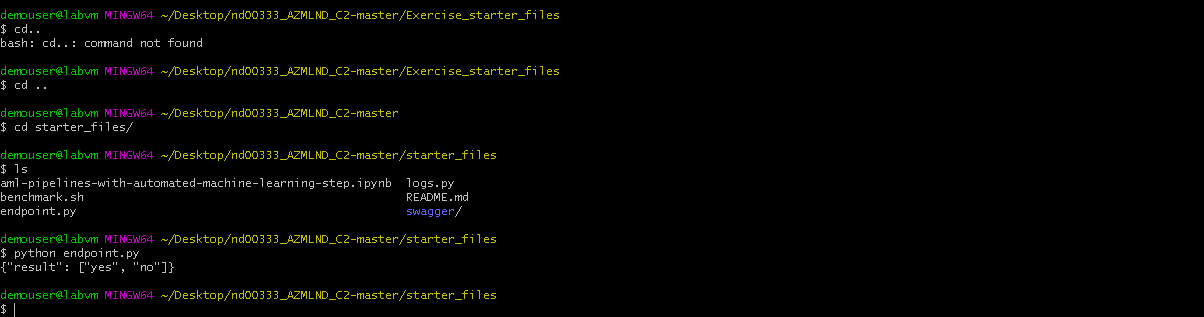 demouser@labvm MINGW64 ~/Desktop/nd00333_AZMLND_C2-master/Exercise_starter_files
$ cd..
bash: cd..: command not found
demouser@labvm MINGW64 ~/Desktop/nd00333_AZMLND_C2-master/Exercise_starter_files
$ cd ..
demouser@labvm MINGW64 ~/Desktop/nd00333_AZMLND_C2-master
$ cd starter_files/
demouser@labvm MINGW64 ~/Desktop/nd00333_AZMLND_C2-master/starter_files
$ ls
aml-pipelines-with-automated-machine-learning-step.ipynb  logs.py
benchmark.sh                                              README.md
endpoint.py                                               swagger/
demouser@labvm MINGW64 ~/Desktop/nd00333_AZMLND_C2-master/starter_files
$ python endpoint.py
{"result": ["yes", "no"]}
demouser@labvm MINGW64 ~/Desktop/nd00333_AZMLND_C2-master/starter_files
$